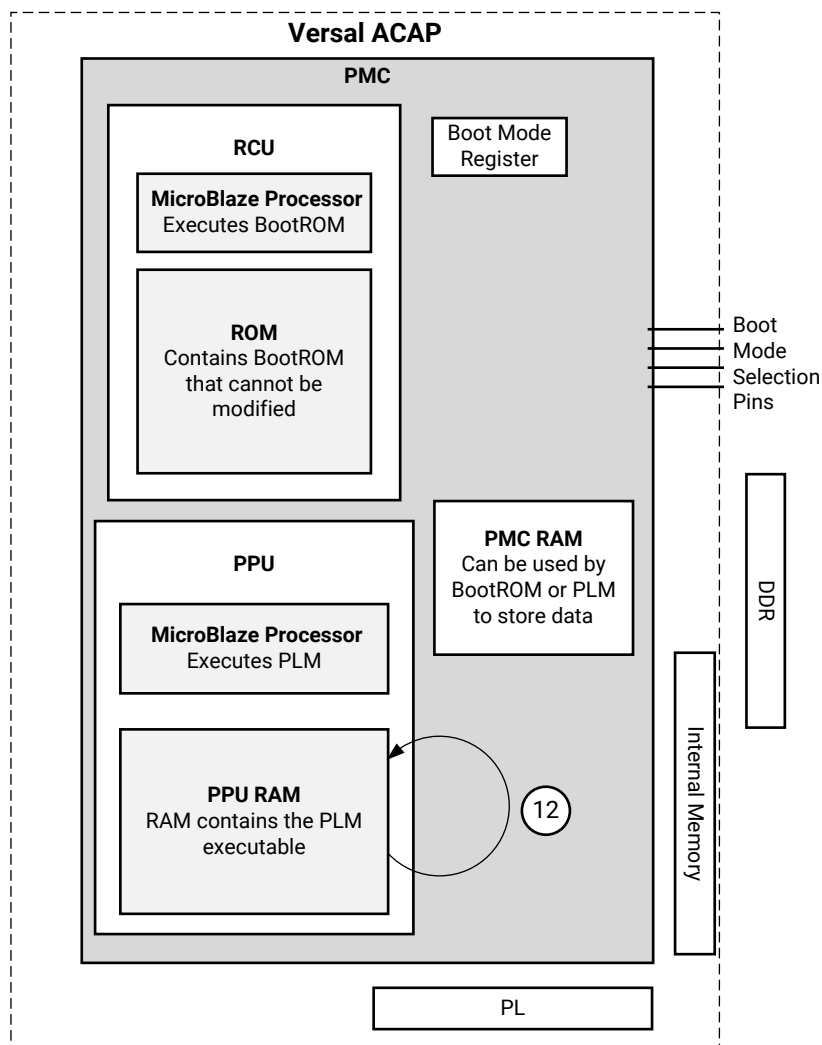 Versal ACAP
PMC
RCU
MicroBlaze Processor
Executes BootROM
ROM
Contains BootROM
that cannot be
modified
Boot Mode
Register
Boot
Mode
Selection
Pins
PPU
MicroBlaze Processor
Executes PLM
PPU RAM
RAM contains the PLM
executable
PMC RAM
Can be used by
BootROM or PLM
to store data
12
DDR
Internal Memory
PL